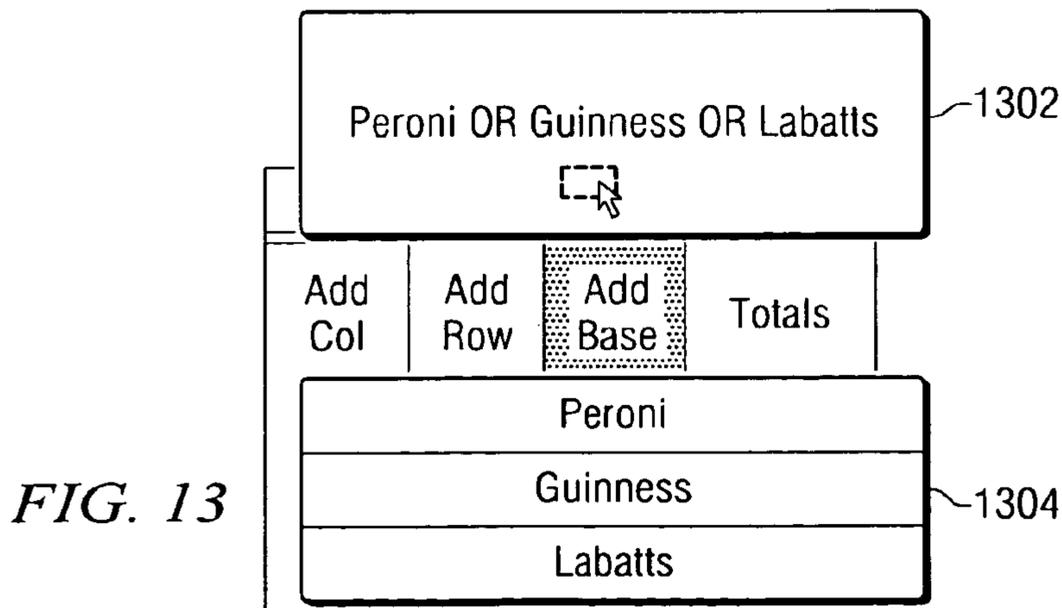 Peroni OR Guinness OR Labatts
1302
Add Col
Add Row
Add Base
Totals
Peroni
Guinness
Labatts
1304
FIG. 13